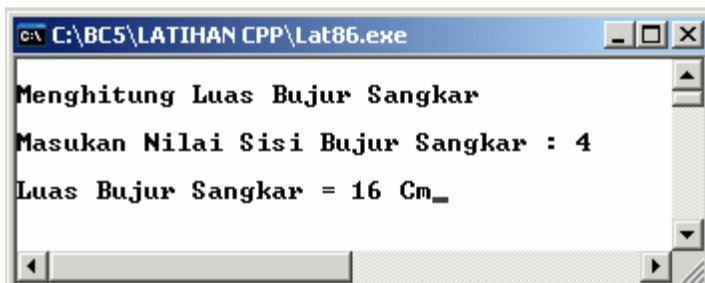 C:\BC5\LATIHAN CPP\Lat86.exe
Menghitung Luas Bujur Sangkar
Masukan Nilai Sisi Bujur Sangkar : 4
Luas Bujur Sangkar = 16 Cm_